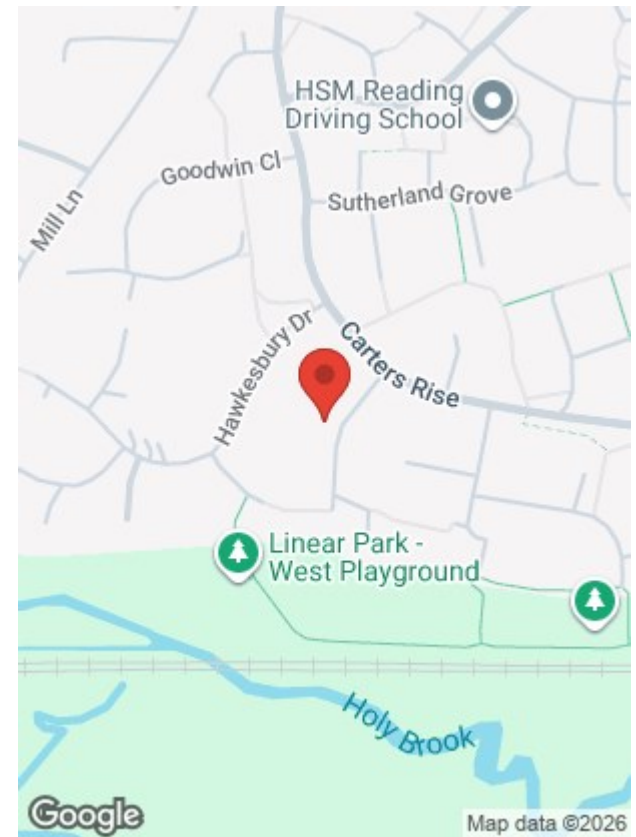 HSM Reading
Driving School
Goodwin Cl
Sutherland Grove
Mill Ln
Hawkesbury Dr
Carters Rise
Linear Park -
West Playground
Holy Brook
Google
Map data ©2026